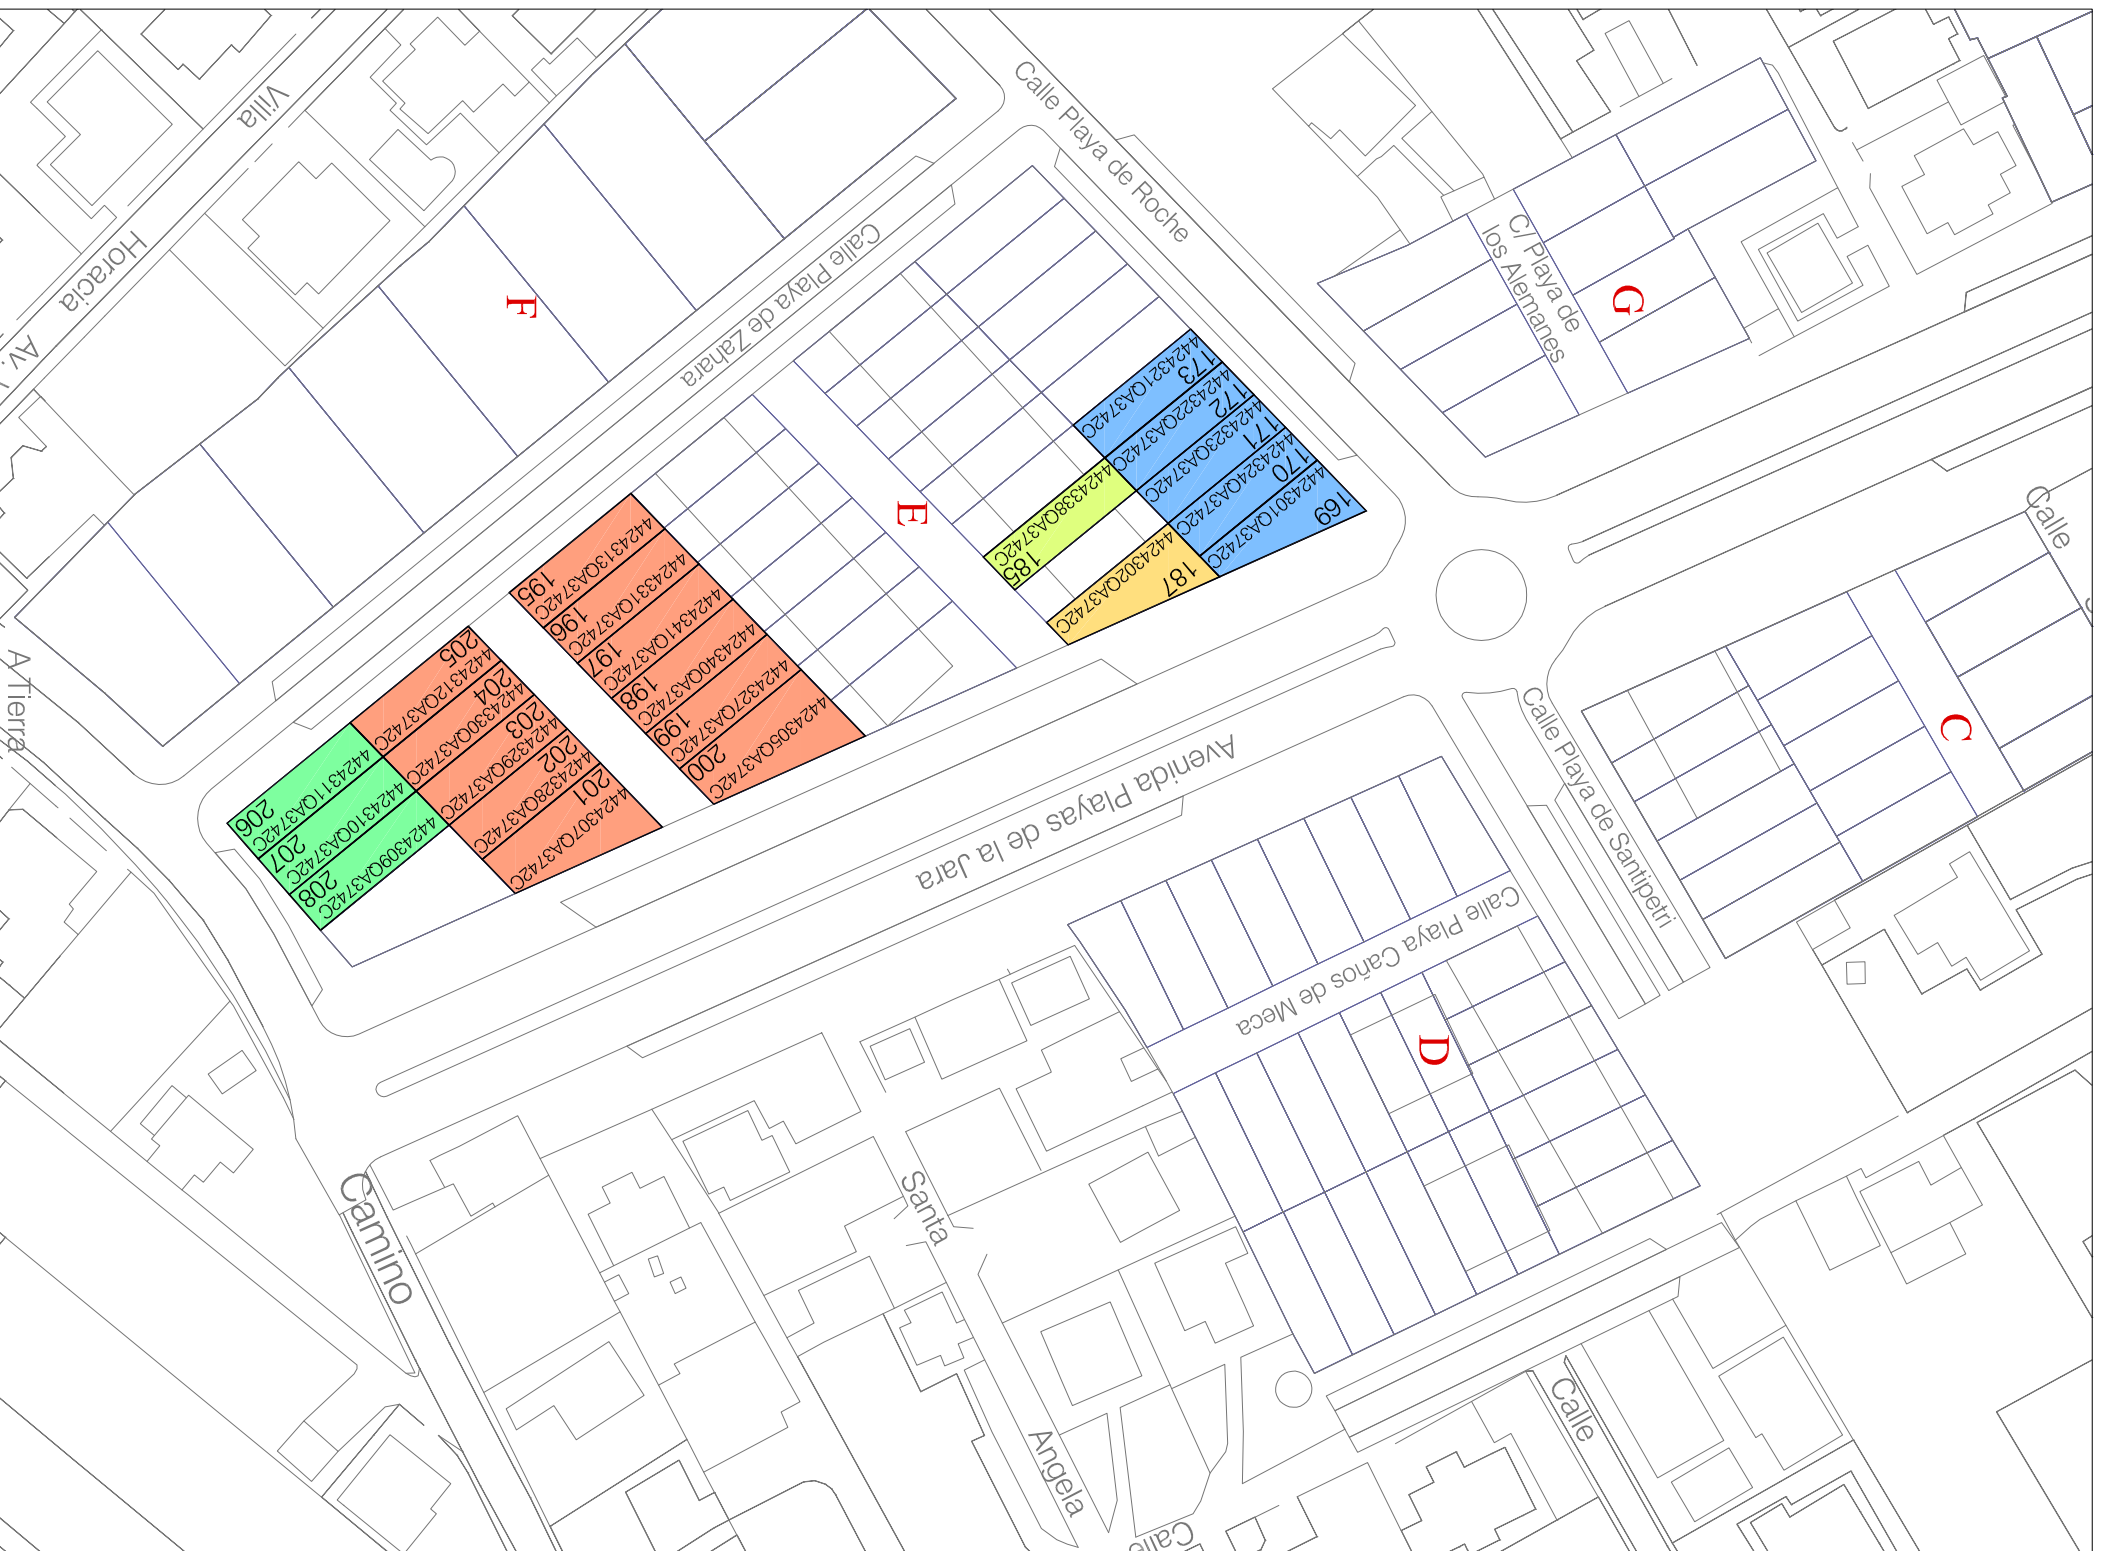 Villa
Horacia
AV.
A Tierra
Calle Playa de Roche
C/ Playa de
los Alemanes
G
F
Calle Playa de Zahara
E
4424321QA3742C
173
4424322QA3742C
172
4424323QA3742C
171
4424324QA3742C
170
4424301QA3742C
169
4424338QA3742C
185
4424302QA3742C
187
4424313QA3742C
195
4424331QA3742C
196
4424341QA3742C
197
4424340QA3742C
198
4424327QA3742C
199
4424305QA3742C
200
205
4424312QA3742C
204
4424330QA3742C
203
4424329QA3742C
202
4424328QA3742C
201
4424307QA3742C
4424311QA3742C
206
4424310QA3742C
207
4424309QA3742C
208
Avenida Playas de la Jara
Calle
C
Calle Playa de Santipetri
Calle Playa Caños de Meca
D
Camino
Santa
Angela
Calle
Calle